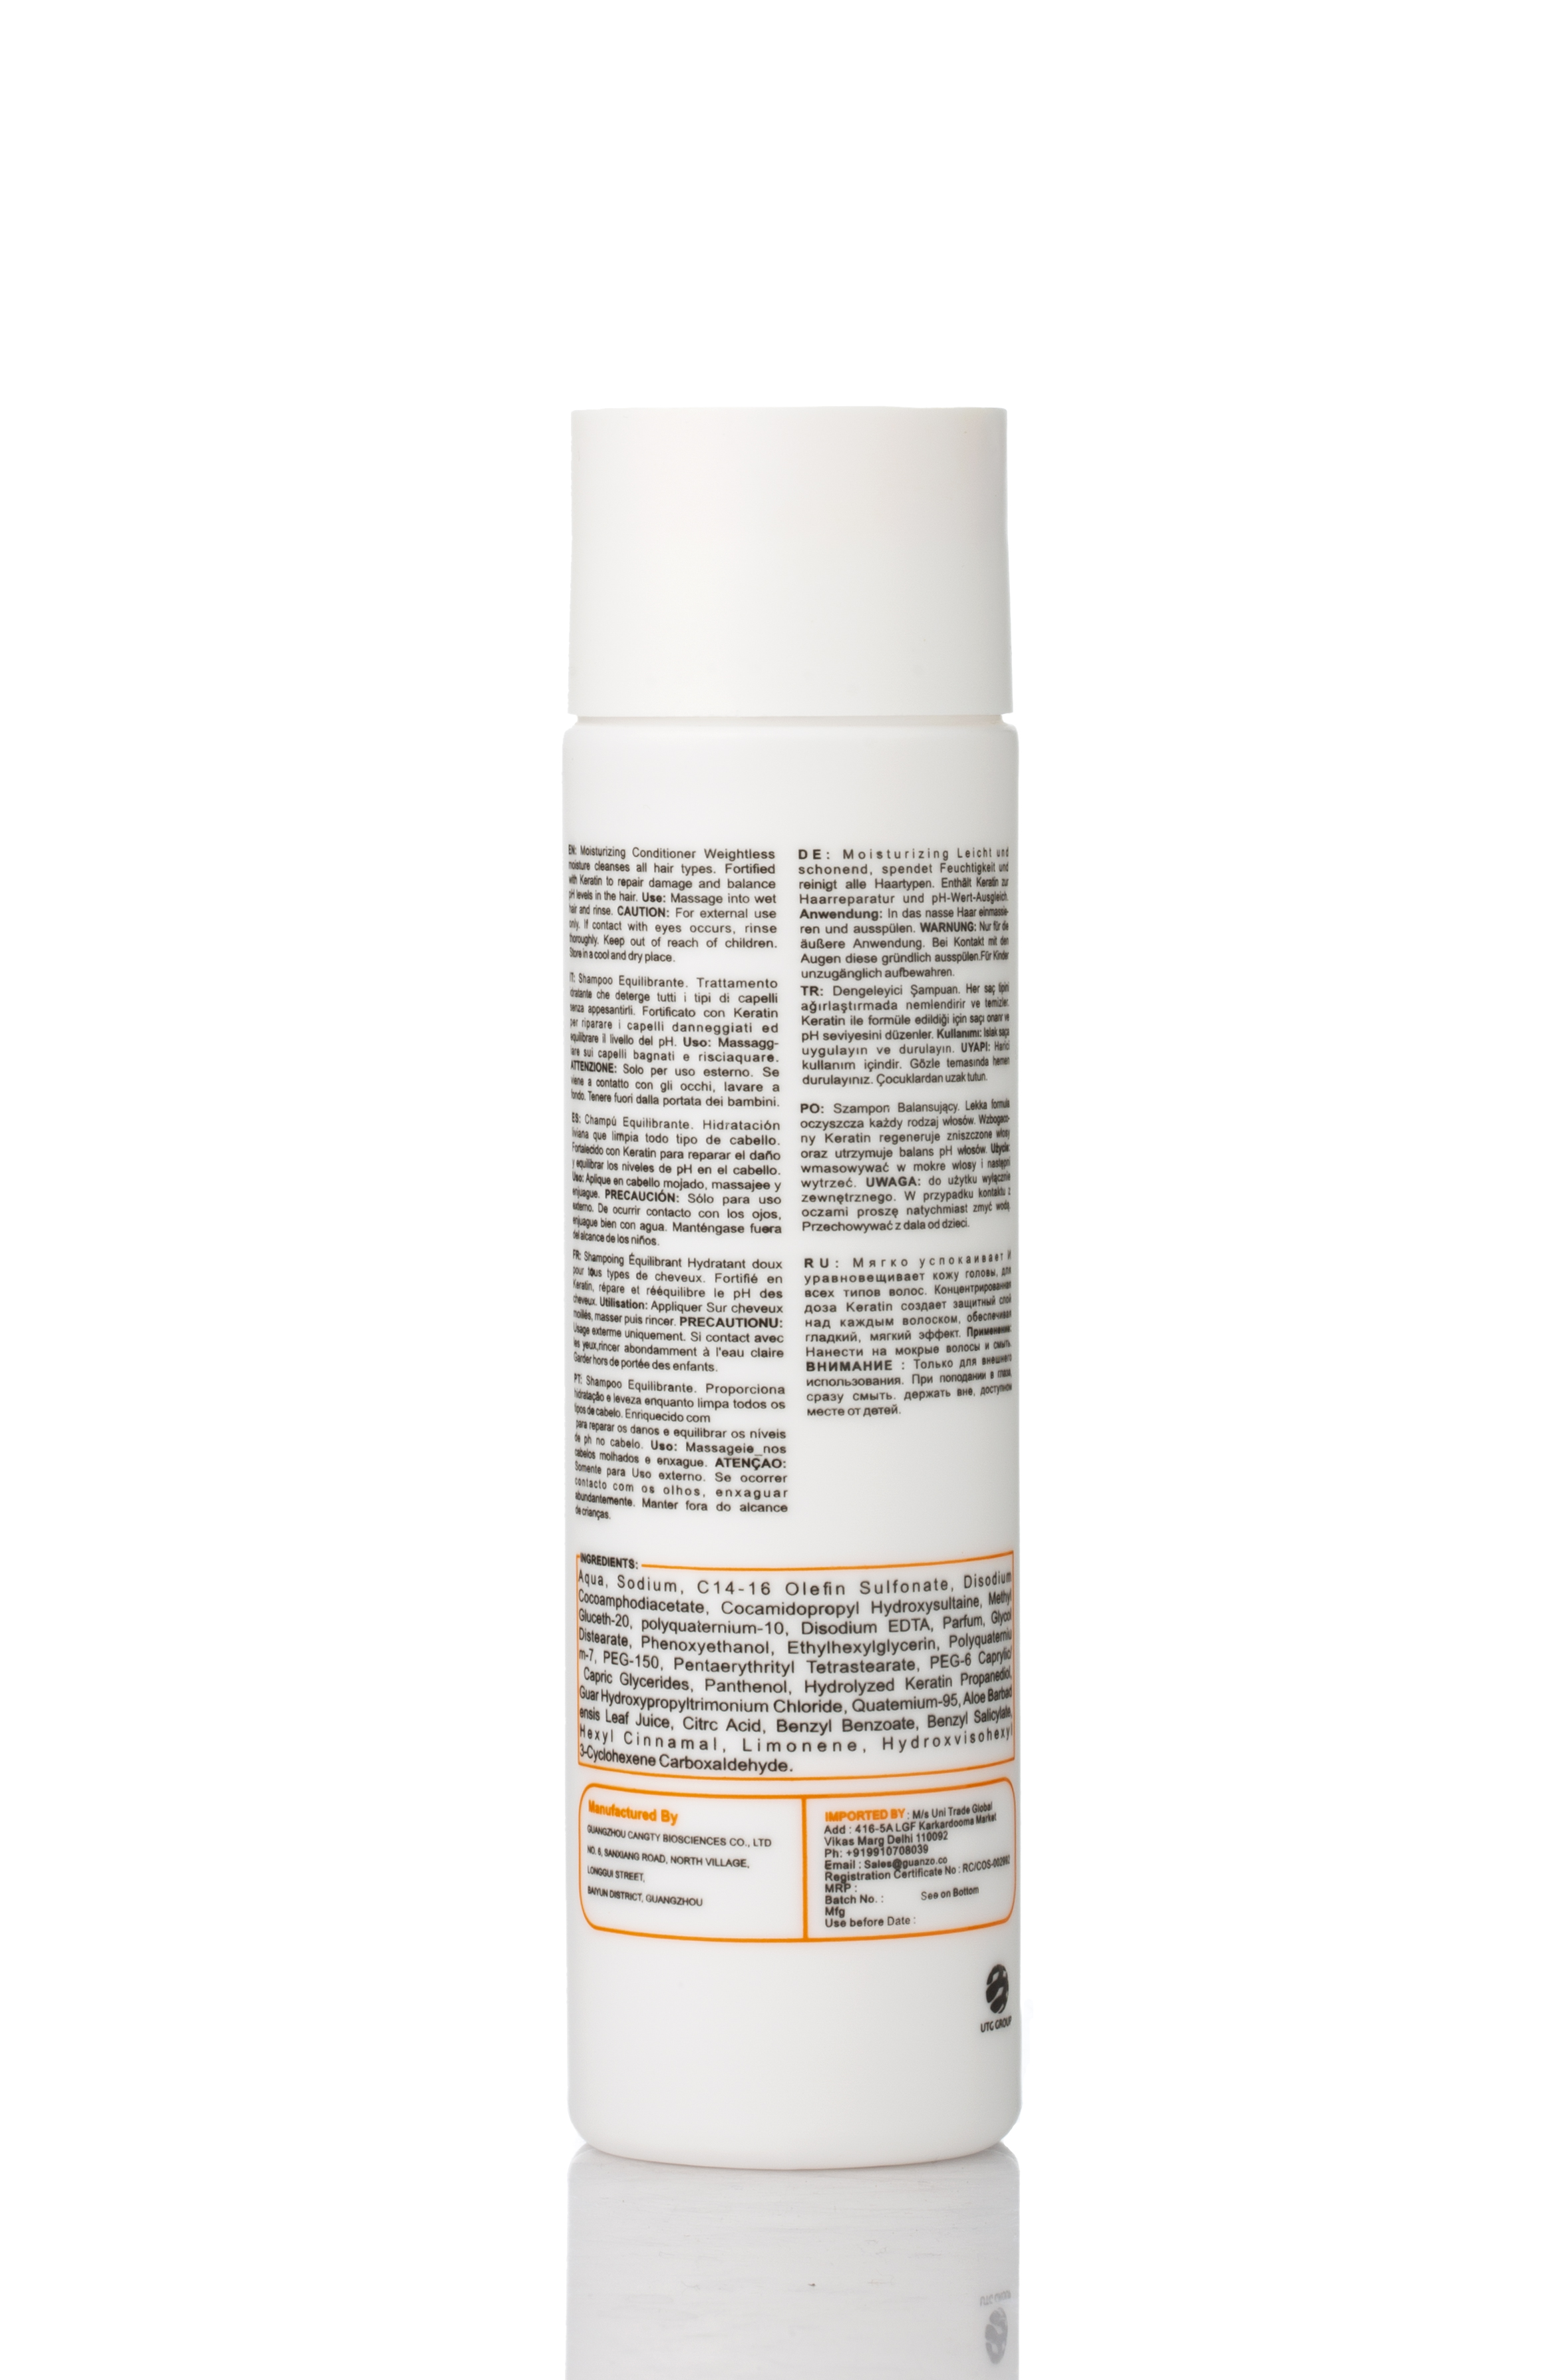 EN: Moisturizing Conditioner Weightless
moisture cleanses all hair types. Fortified
with Keratin to repair damage and balance
pH levels in the hair. Use: Massage into wet
hair and rinse. CAUTION: For external use
only. If contact with eyes occurs, rinse
thoroughly. Keep out of reach of children.
Store in a cool and dry place.
IT: Shampoo Equilibrante. Trattamento
idratante che deterge tutti i tipi di capelli
senza appesantirli. Fortificato con Keratin
per riparare i capelli danneggiati ed
equilibrare il livello del pH. Uso: Massagg-
iare sui capelli bagnati e risciaquare.
ATTENZIONE: Solo per uso esterno. Se
viene a contatto con gli occhi, lavare a
fondo. Tenere fuori dalla portata dei bambini.
ES: Champú Equilibrante. Hidratación
liviana que limpia todo tipo de cabello.
Fortalecido con Keratin para reparar el daño
y equilibrar los niveles de pH en el cabello.
Uso: Aplique en cabello mojado, massajee y
enjuague. PRECAUCIÓN: Sólo para uso
externo. De ocurrir contacto con los ojos,
enjuague bien con agua. Manténgase fuera
del alcance de los niños.
FR: Shampoing Équilibrant Hydratant doux
pour tous types de cheveux. Fortifié en
Keratin, répare et rééquilibre le pH des
cheveux. Utilisation: Appliquer Sur cheveux
moillés, masser puis rincer. PRECAUTIONU:
Usage externe uniquement. Si contact avec
les yeux,rincer abondamment à l'eau claire
Garder hors de portée des enfants.
PT: Shampoo Equilibrante. Proporciona
hidratação e leveza enquanto limpa todos os
tipos de cabelo. Enriquecido com
para reparar os danos e equilibrar os níveis
de ph no cabelo. Uso: Massageie_nos
cabelos molhados e enxague. ATENÇAO:
Somente para Uso externo. Se ocorrer
contacto com os olhos, enxaguar
abundantemente. Manter fora do alcance
de crianças.
DE: Moisturizing Leicht und
schonend, spendet Feuchtigkeit und
reinigt alle Haartypen. Enthält Keratin zur
Haarreparatur und pH-Wert-Ausgleich.
Anwendung: In das nasse Haar einmassie-
ren und ausspülen. WARNUNG: Nur für die
äußere Anwendung. Bei Kontakt mit den
Augen diese gründlich ausspülen.Für Kinder
unzugänglich aufbewahren.
TR: Dengeleyici Şampuan. Her saç tipini
ağırlaştırmada nemlendirir ve temizler.
Keratin ile formüle edildiği için saçı onarır ve
pH seviyesini düzenler. Kullanımı: Islak saça
uygulayın ve durulayın. UYAPI: Harici
kullanım içindir. Gözle temasında hemen
durulayınız. Çocuklardan uzak tutun.
PO: Szampon Balansujący. Lekka formuła
oczyszcza każdy rodzaj włosów. Wzbogaco-
ny Keratin regeneruje zniszczone włosy
oraz utrzymuje balans pH włosów. Użycie:
wmasowywać w mokre wlosy i następni
wytrzeć. UWAGA: do użytku wyłącznie
zewnętrznego. W przypadku kontaktu z
oczami proszę natychmiast zmyć wodą.
Przechowywać z dala od dzieci.
RU: Мягко успокаивает И
уравновещивает кожу головы, для
всех типов волос. Концентрированная
доза Keratin создает защитный слой
над каждым волоском, обеспечивая
гладкий, мягкий эффект. Применение:
Нанести на мокрые волосы и смыть.
ВНИМАНИЕ : Только для внешнего
использования. При поподании в глаза,
сразу смыть. держать вне, доступном
месте от детей.
INGREDIENTS:
Aqua, Sodium, C14-16 Olefin Sulfonate, Disodium
Cocoamphodiacetate, Cocamidopropyl Hydroxysultaine, Methyl
Gluceth-20, polyquaternium-10, Disodium EDTA, Parfum, Glycol
Distearate, Phenoxyethanol, Ethylhexylglycerin, Polyquaterniu
m-7, PEG-150, Pentaerythrityl Tetrastearate, PEG-6 Caprylic/
Capric Glycerides, Panthenol, Hydrolyzed Keratin Propanediol,
Guar Hydroxypropyltrimonium Chloride, Quaternium-95, Aloe Barbad
ensis Leaf Juice, Citrc Acid, Benzyl Benzoate, Benzyl Salicylate,
Hexyl Cinnamal, Limonene, Hydroxvisohexyl
3-Cyclohexene Carboxaldehyde.
Manufactured By
GUANGZHOU CANGTY BIOSCIENCES CO., LTD
NO. 6, SANXIANG ROAD, NORTH VILLAGE,
LONGGUI STREET,
BAIYUN DISTRICT, GUANGZHOU
IMPORTED BY : M/s Uni Trade Global
Add : 416-5A LGF Karkardooma Market
Vikas Marg Delhi 110092
Ph: +919910708039
Email : Sales@guanzo.co
Registration Certificate No : RC/COS-002692
MRP :
Batch No. : See on Bottom
Mfg
Use before Date :
UTG GROUP